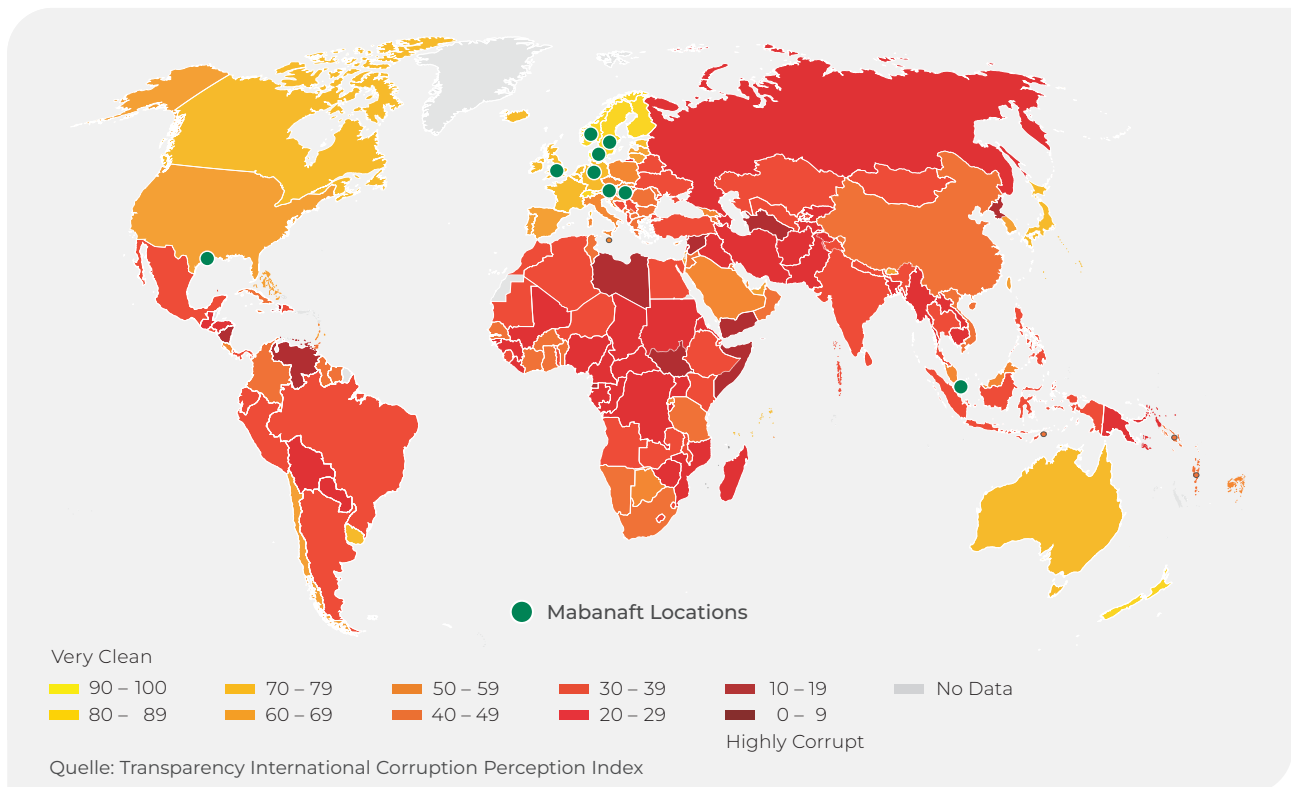 Mabanaft Locations
Very Clean
90 – 100 70 – 79 50 – 59 30 – 39 10 – 19 No Data
80 – 89 60 – 69 40 – 49 20 – 29 0 – 9
Highly Corrupt
Quelle: Transparency International Corruption Perception Index